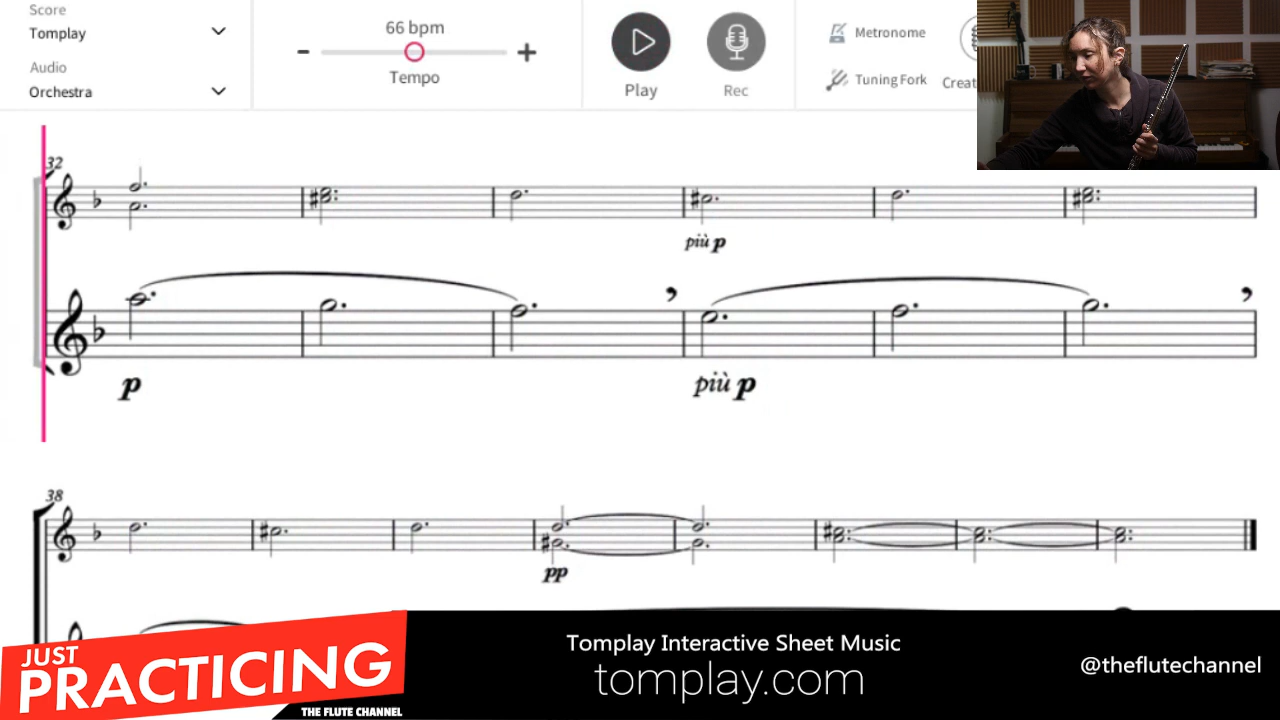 Score
Tomplay
Audio
Orchestra
66 bpm
Tempo
Play
Rec
Metronome
Tuning Fork
Creat
32
più p
p
più p
38
pp
JUST
PRACTICING
THE FLUTE CHANNEL
Tomplay Interactive Sheet Music
tomplay.com
@theflutechannel